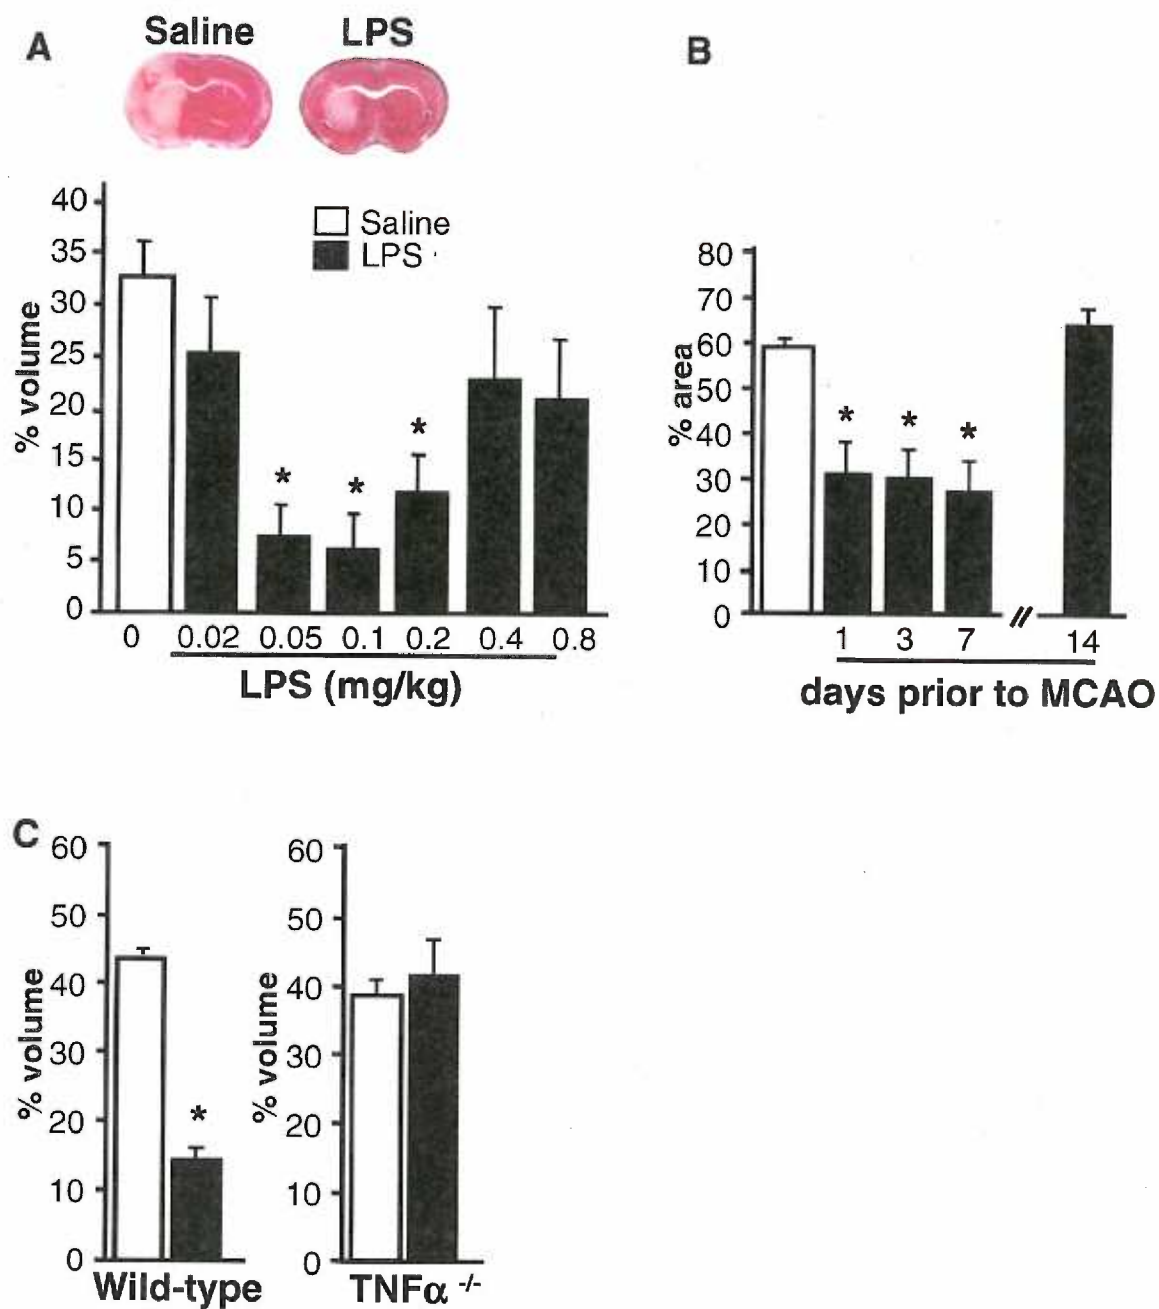 A
Saline LPS
% volume
40
35
30
25
20
15
10
5
0
Saline
LPS
* * *
0 0.02 0.05 0.1 0.2 0.4 0.8
LPS (mg/kg)
B
% area
80
70
60
50
40
30
20
10
0
* * *
1 3 7 // 14
days prior to MCAO
C
% volume
60
50
40
30
20
10
0
*
Wild-type
% volume
60
50
40
30
20
10
0
TNFα -/-